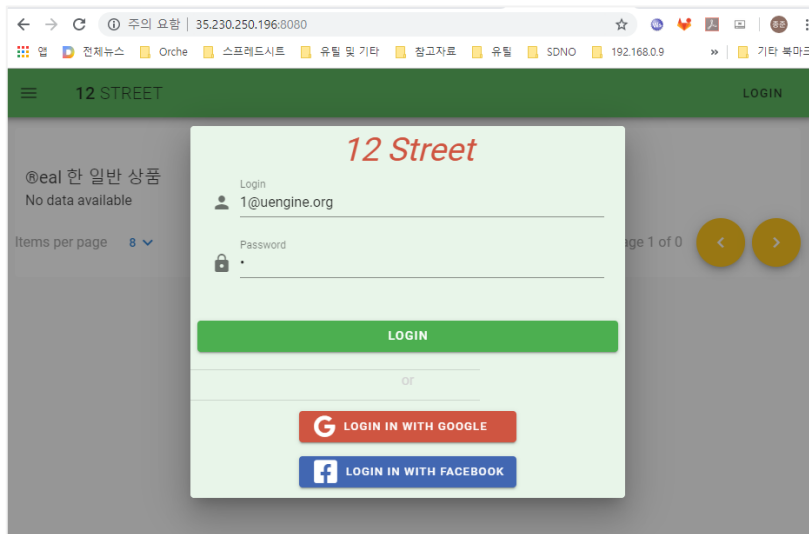 주의 요함 | 35.230.250.196:8080
앱 전체뉴스 Orche 스프레드시트 유틸 및 기타 참고자료 유틸 SDNO 192.168.0.9 » 기타 북마크
12 STREET LOGIN
12 Street
®eal 한 일반 상품
No data available
Login
1@uengine.org
Items per page 8
Password
•
age 1 of 0
LOGIN
or
G LOGIN IN WITH GOOGLE
f LOGIN IN WITH FACEBOOK